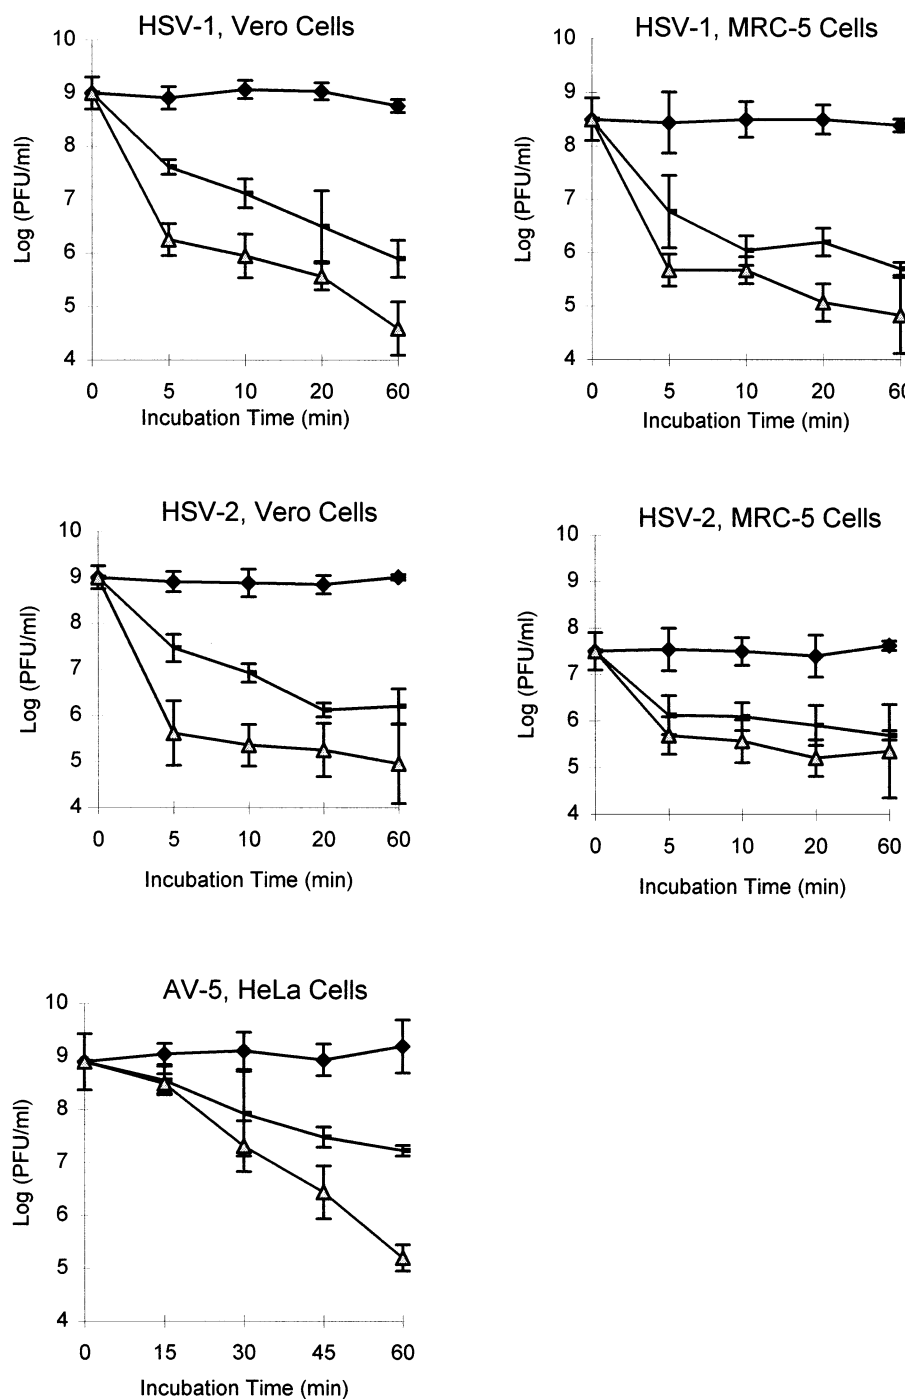 HSV-1, Vero Cells
10
9
8
7
6
5
4
Log (PFU/ml)
0 5 10 20 60
Incubation Time (min)
HSV-1, MRC-5 Cells
10
9
8
7
6
5
4
Log (PFU/ml)
0 5 10 20 60
Incubation Time (min)
HSV-2, Vero Cells
10
9
8
7
6
5
4
Log (PFU/ml)
0 5 10 20 60
Incubation Time (min)
HSV-2, MRC-5 Cells
10
9
8
7
6
5
4
Log (PFU/ml)
0 5 10 20 60
Incubation Time (min)
AV-5, HeLa Cells
10
9
8
7
6
5
4
Log (PFU/ml)
0 15 30 45 60
Incubation Time (min)